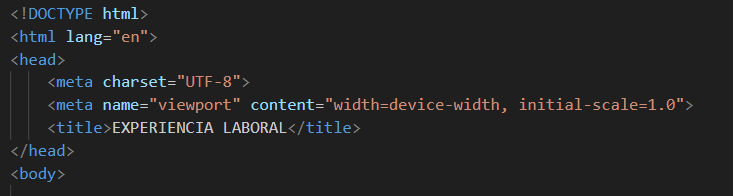 <!DOCTYPE html>
<html lang="en">
<head>
    <meta charset="UTF-8">
    <meta name="viewport" content="width=device-width, initial-scale=1.0">
    <title>EXPERIENCIA LABORAL</title>
</head>
<body>